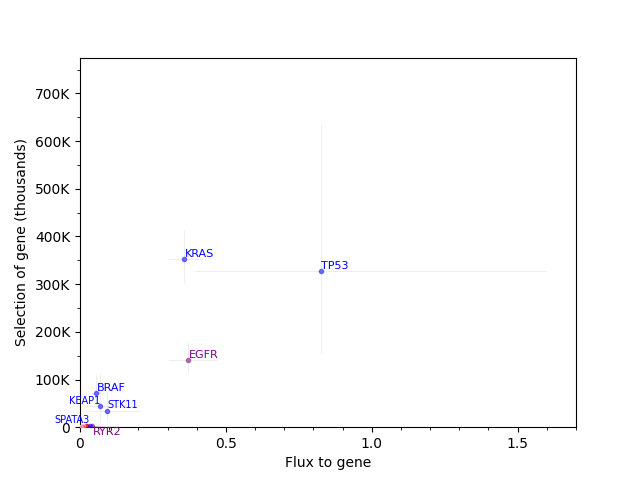 700K
600K
500K
400K
300K
200K
100K
0
Selection of gene (thousands)
KRAS
TP53
EGFR
BRAF
KEAP1
STK11
SPATA3
RYR2
0
0.5
1.0
1.5
Flux to gene